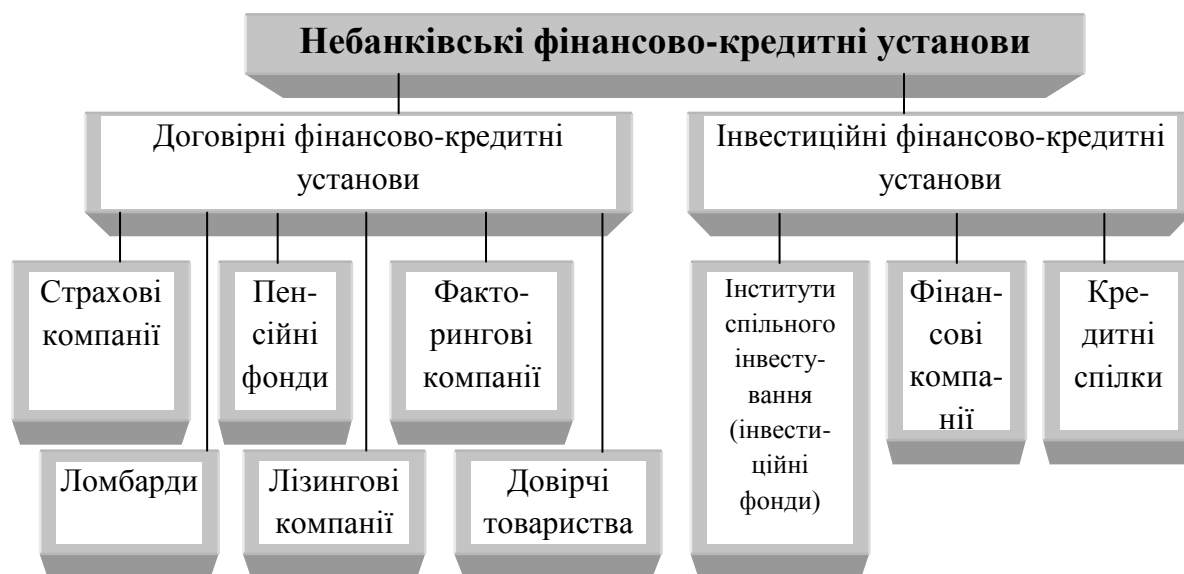 Небанківські фінансово-кредитні установи
Договірні фінансово-кредитні
установи
Інвестиційні фінансово-кредитні
установи
Страхові
компанії
Пен-
сійні
фонди
Факто-
рингові
компанії
Інститути
спільного
інвесту-
вання
(інвести-
ційні
фонди)
Фінан-
сові
компа-
нії
Кре-
дитні
спілки
Ломбарди
Лізингові
компанії
Довірчі
товариства